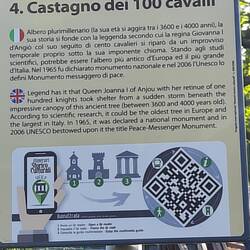 4. Castagno dei 100 cavalli
Albero plurimillenario (la sua età si aggira tra i 3600 e i 4000 anni), la
sua storia si fonde con la leggenda secondo cui la regina Giovanna I
d'Angiò col suo seguito di cento cavalieri si riparò da un improvviso
temporale proprio sotto la sua imponente chioma. Stando agli studi
scientifici, potrebbe essere l'albero più antico d'Europa ed il più grande
d'Italia. Nel 1965 fu dichiarato monumento nazionale e nel 2006 l'Unesco lo
definì Monumento messaggero di pace.
Legend has it that Queen Joanna I of Anjou with her retinue of one
hundred knights took shelter from a sudden storm beneath the
impressive canopy of this ancient tree (between 3600 and 4000 years old).
According to scientific research, it could be the oldest tree in Europe and
the largest in Italy. In 1965, it was declared a national monument and in
2006 UNESCO bestowed upon it the title Peace-Messenger Monument.
Itinerari
Storico
Culturali
1
2
3